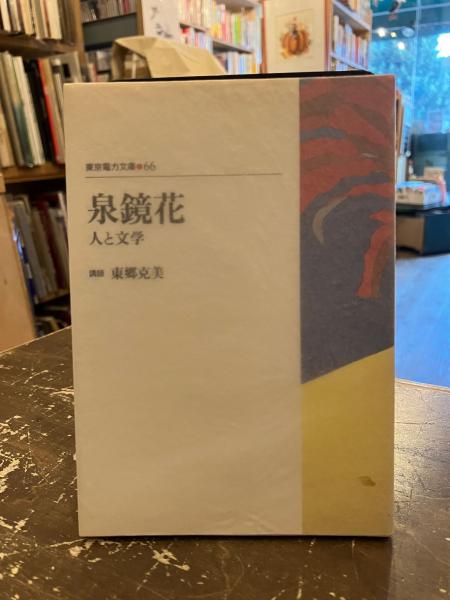 東京電力文庫●66
泉鏡花
人と文学
講師 東郷克美